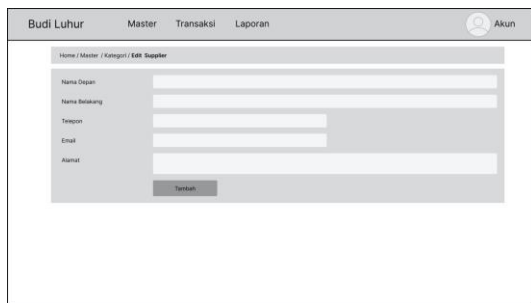 Budi Luhur Master Transaksi Laporan Akun
Home / Master / Kategori / Edit Supplier
Nama Depan
Nama Belakang
Telepon
Email
Alamat
Tambah